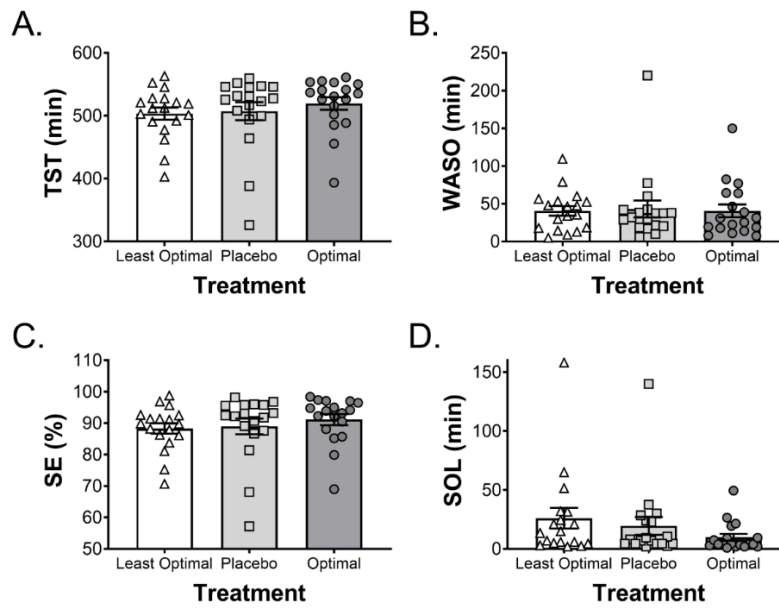 A.
TST (min)
600
500
400
300
Least Optimal Placebo Optimal
Treatment
B.
WASO (min)
250
200
150
100
50
0
Least Optimal Placebo Optimal
Treatment
C.
SE (%)
110
100
90
80
70
60
50
Least Optimal Placebo Optimal
Treatment
D.
SOL (min)
150
100
50
0
Least Optimal Placebo Optimal
Treatment